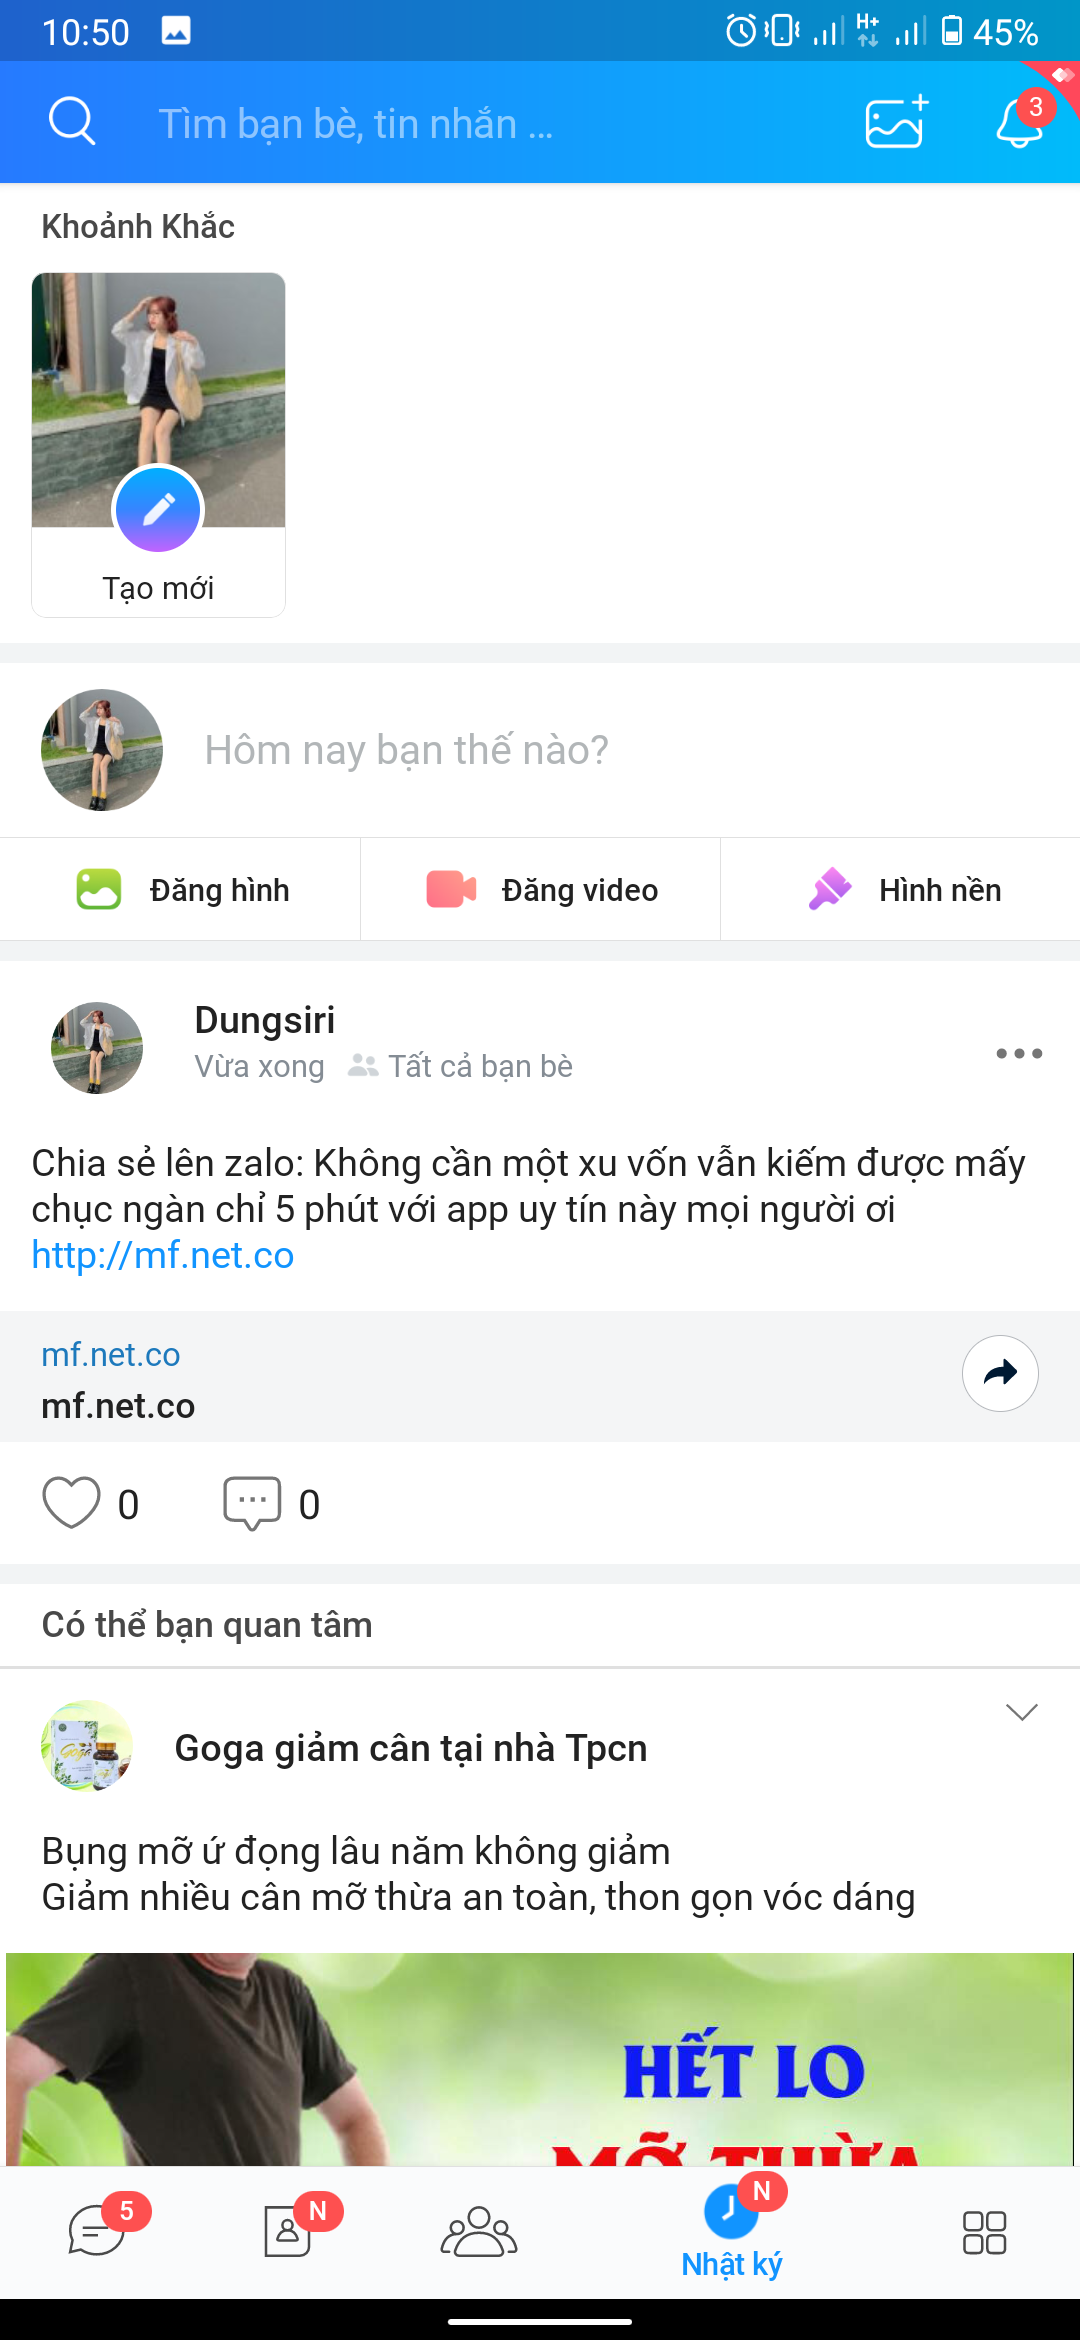 10:50
H+
45%
Tìm bạn bè, tin nhắn ...
3
Khoảnh Khắc
Tạo mới
Hôm nay bạn thế nào?
Đăng hình
Đăng video
Hình nền
Dungsiri
Vừa xong
Tất cả bạn bè
Chia sẻ lên zalo: Không cần một xu vốn vẫn kiếm được mấy
chục ngàn chỉ 5 phút với app uy tín này mọi người ơi
http://mf.net.co
mf.net.co
mf.net.co
0
0
Có thể bạn quan tâm
Goga giảm cân tại nhà Tpcn
Bụng mỡ ứ đọng lâu năm không giảm
Giảm nhiều cân mỡ thừa an toàn, thon gọn vóc dáng
HẾT LO
MỠ THỪA
5
N
N
Nhật ký